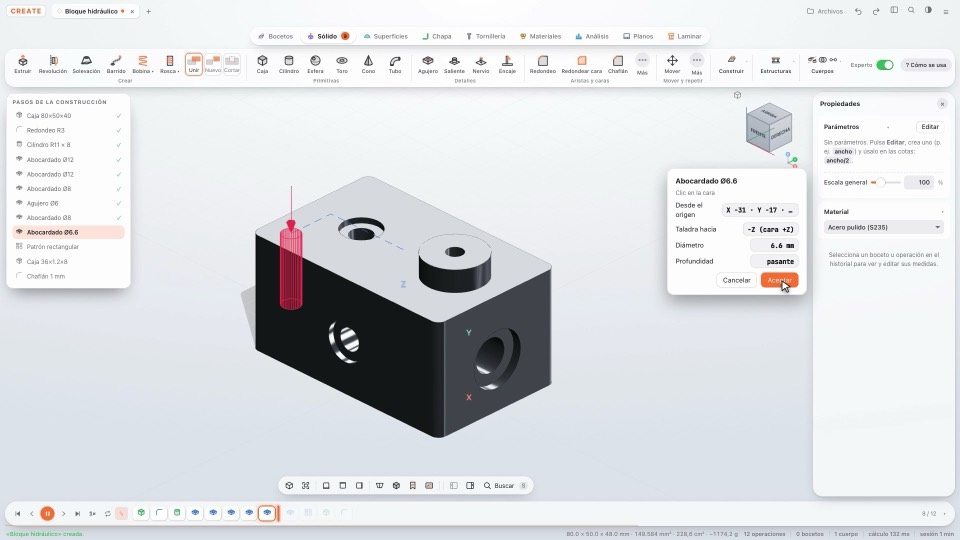 CREATE
Bloque hidráulico
Archivos
Bocetos
Sólido
Superficies
Chapa
Tornillería
Materiales
Análisis
Planos
Laminar
Extruir
Revolución
Solevación
Barrido
Bobina
Rosca
Unir
Nuevo
Cortar
Caja
Cilindro
Esfera
Toro
Cono
Tubo
Agujero
Saliente
Nervio
Encaje
Redondeo
Redondear cara
Chaflán
Más
Mover
Más
Construir
Estructuras
Cuerpos
Experto
? Cómo se usa
Crear
Primitivas
Detalles
Aristas y caras
Mover y repetir
PASOS DE LA CONSTRUCCIÓN
Caja 80×50×40
Redondeo R3
Cilindro R11 × 8
Abocardado Ø12
Abocardado Ø12
Abocardado Ø8
Agujero Ø6
Abocardado Ø8
Abocardado Ø6.6
Patrón rectangular
Caja 36×1.2×8
Chaflán 1 mm
Z
Y
X
Abocardado Ø6.6
Clic en la cara
Desde el origen
X -31 · Y -17 · …
Taladra hacia
-Z (cara +Z)
Diámetro
6.6 mm
Profundidad
pasante
Cancelar
Aceptar
Propiedades
Parámetros
Editar
Sin parámetros. Pulsa Editar, crea uno (p.
ej. ancho ) y úsalo en las cotas:
ancho/2
Escala general
100 %
Material
Acero pulido (S235)
Selecciona un boceto u operación en el
historial para ver y editar sus medidas.
Buscar S
1×
8 / 12
«Bloque hidráulico» creada.
12 operaciones
0 bocetos
1 cuerpo
cálculo 132 ms
sesión 1 min